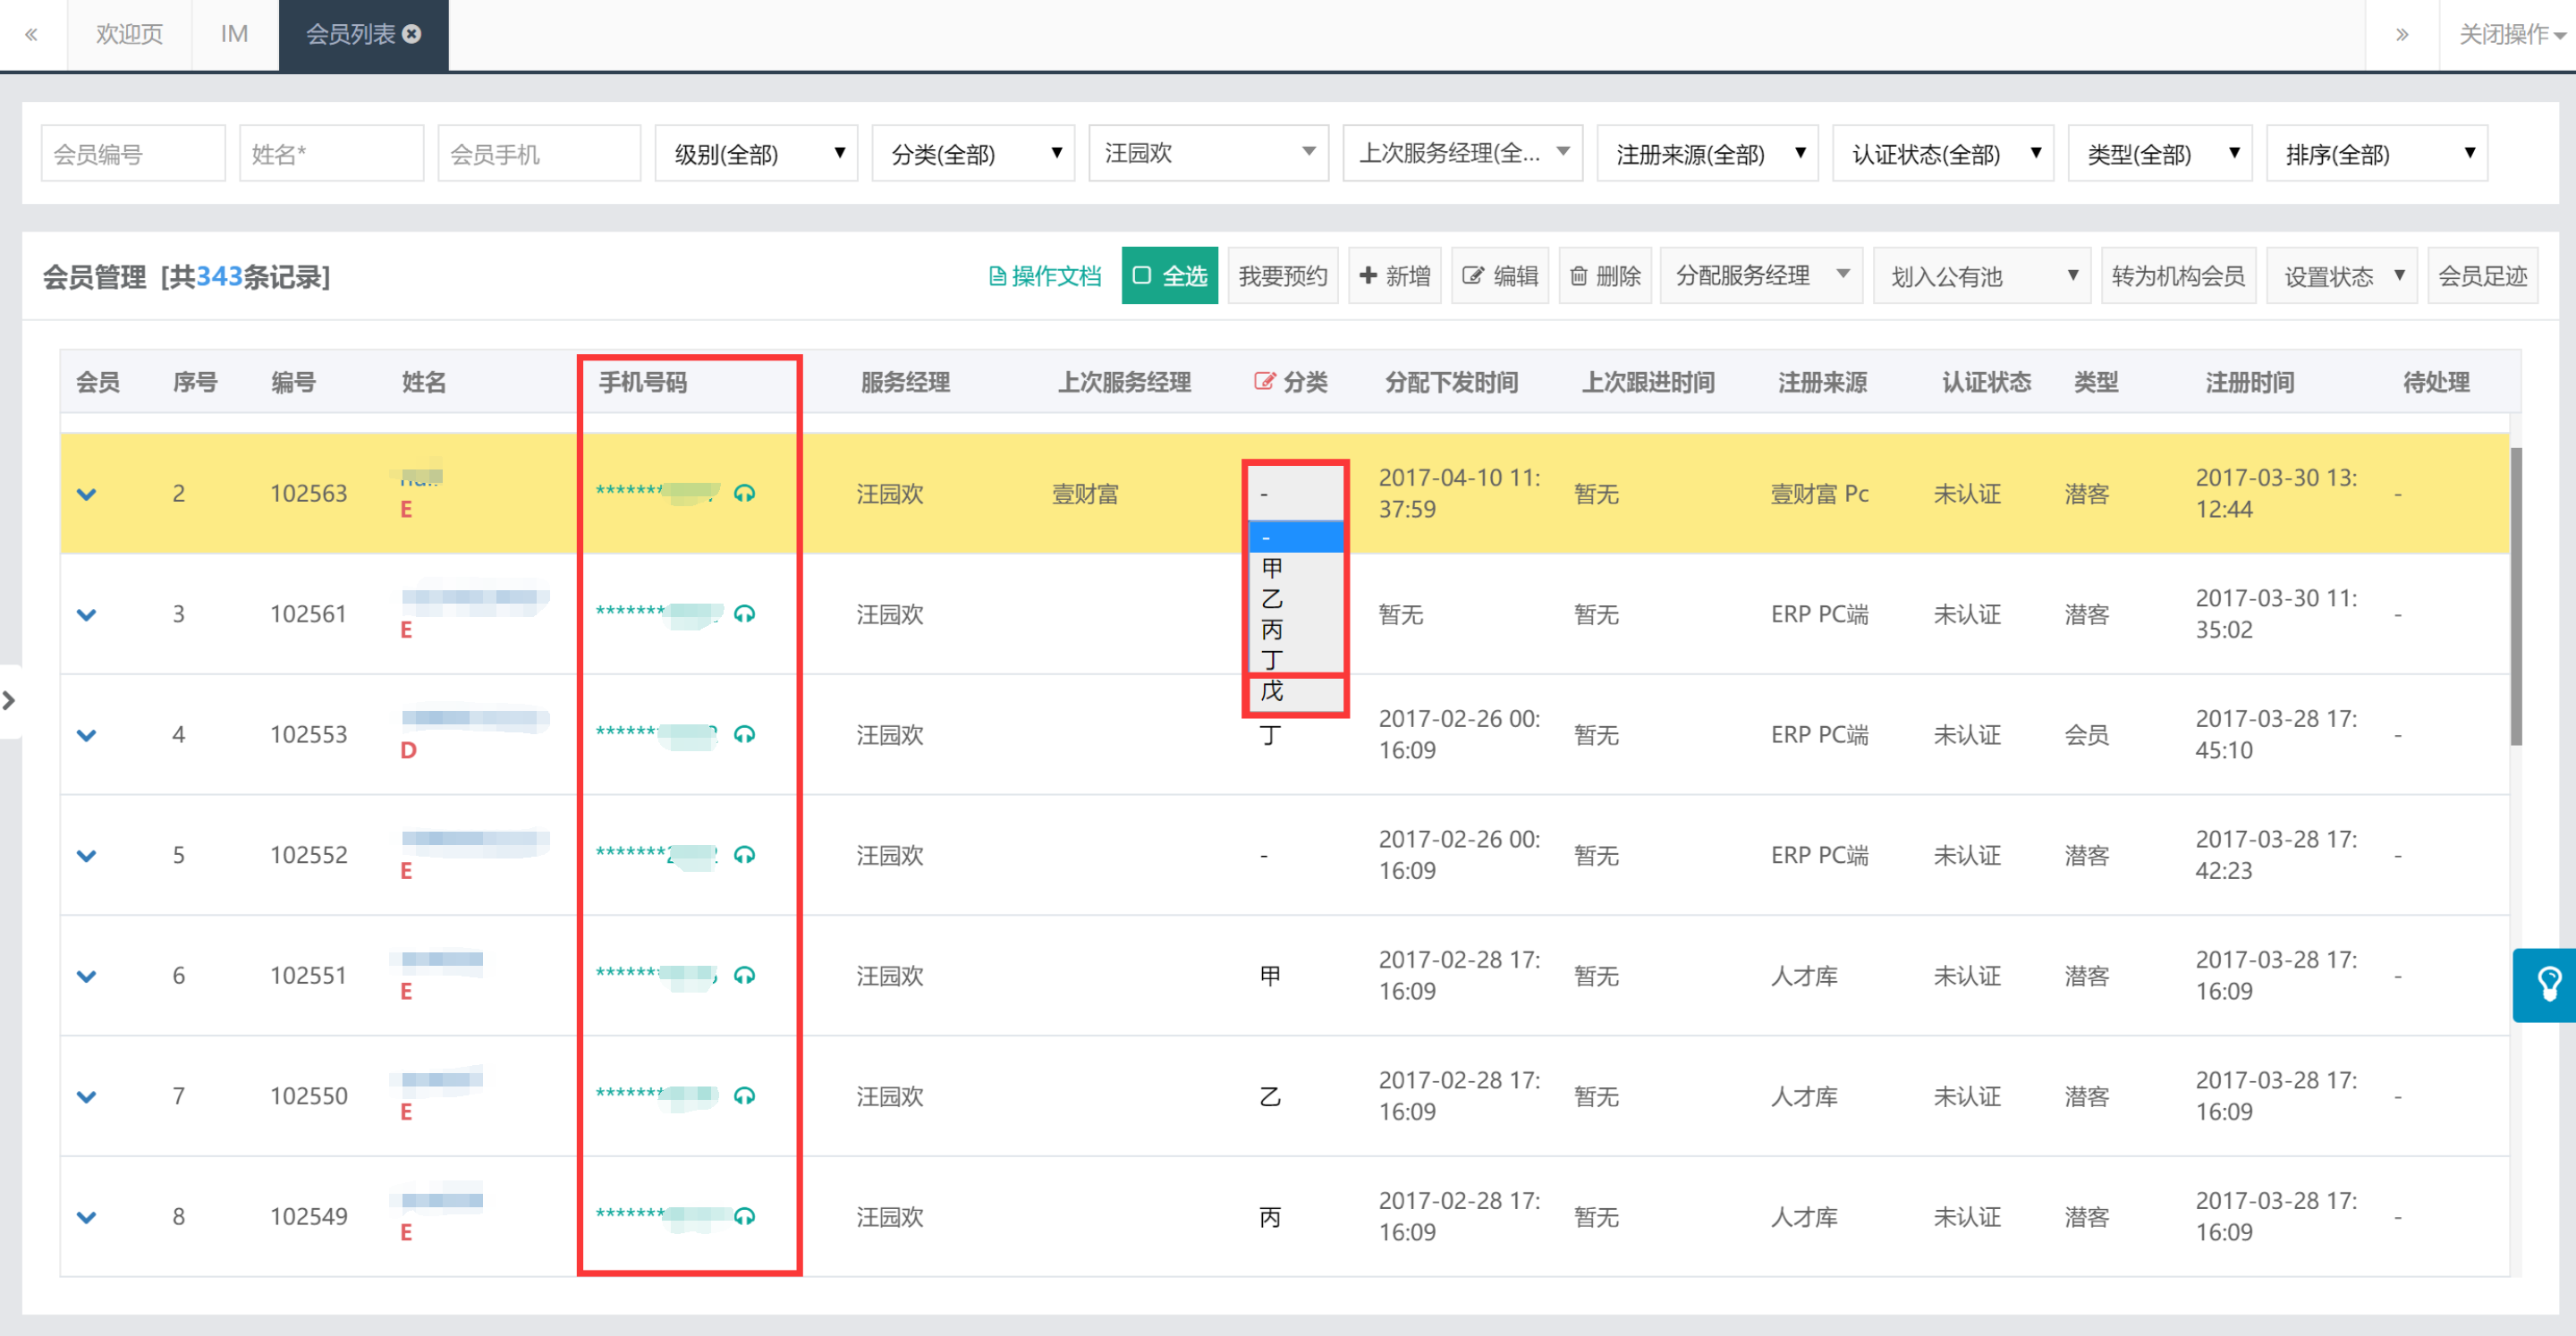 « 欢迎页 IM 会员列表 » 关闭操作
会员编号 姓名* 会员手机 级别(全部) 分类(全部) 汪园欢 上次服务经理(全... 注册来源(全部) 认证状态(全部) 类型(全部) 排序(全部)
会员管理 [共343条记录] 操作文档 全选 我要预约 新增 编辑 删除 分配服务经理 划入公有池 转为机构会员 设置状态 会员足迹
会员 序号 编号 姓名 手机号码 服务经理 上次服务经理 分类 分配下发时间 上次跟进时间 注册来源 认证状态 类型 注册时间 待处理
2 102563 E ******* 汪园欢 壹财富 - 2017-04-10 11:
37:59 暂无 壹财富 Pc 未认证 潜客 2017-03-30 13:
12:44 -
-
甲
乙
丙
丁
戊
3 102561 E ******* 汪园欢 暂无 暂无 ERP PC端 未认证 潜客 2017-03-30 11:
35:02 -
4 102553 D ******* 汪园欢 丁 2017-02-26 00:
16:09 暂无 ERP PC端 未认证 会员 2017-03-28 17:
45:10 -
5 102552 E ******* 汪园欢 - 2017-02-26 00:
16:09 暂无 ERP PC端 未认证 潜客 2017-03-28 17:
42:23 -
6 102551 E ******* 汪园欢 甲 2017-02-28 17:
16:09 暂无 人才库 未认证 潜客 2017-03-28 17:
16:09 -
7 102550 E ******* 汪园欢 乙 2017-02-28 17:
16:09 暂无 人才库 未认证 潜客 2017-03-28 17:
16:09 -
8 102549 E ******* 汪园欢 丙 2017-02-28 17:
16:09 暂无 人才库 未认证 潜客 2017-03-28 17:
16:09 -